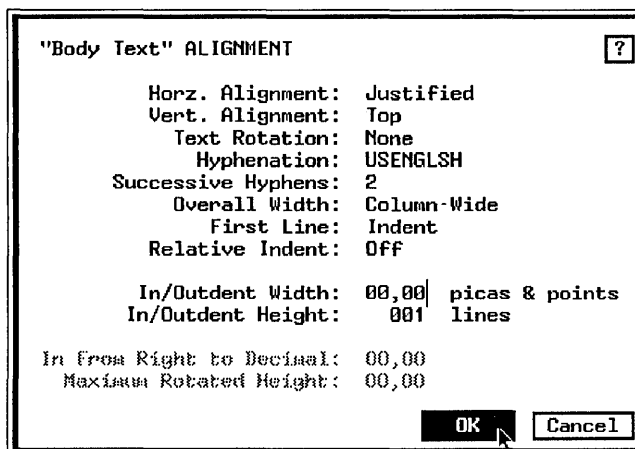 "Body Text" ALIGNMENT ?
Horz. Alignment: Justified
Vert. Alignment: Top
Text Rotation: None
Hyphenation: USENGLSH
Successive Hyphens: 2
Overall Width: Column-Wide
First Line: Indent
Relative Indent: Off
In/Outdent Width: 00,00 picas & points
In/Outdent Height: 001 lines
In From Right to Decimal: 00,00
Maximum Rotated Height: 00,00
OK Cancel